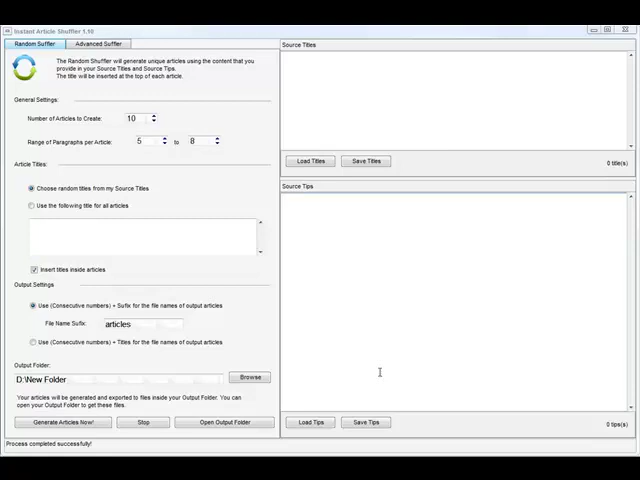 Instant Article Shuffler 1.10
Random Suffler
Advanced Suffler
The Random Shuffler will generate unique articles using the content that you
provide in your Source Titles and Source Tips.
The title will be inserted at the top of each article.
General Settings:
Number of Articles to Create:
10
Range of Paragraphs per Article:
5
to
8
Article Titles:
Choose random titles from my Source Titles
Use the following title for all articles
Insert titles inside articles
Output Settings
Use (Consecutive numbers) + Suffix for the file names of output articles
File Name Suffix:
articles
Use (Consecutive numbers) + Titles for the file names of output articles
Output Folder:
D:\New Folder
Browse
Your articles will be generated and exported to files inside your Output Folder. You can
open your Output Folder to get these files.
Generate Articles Now!
Stop
Open Output Folder
Process completed successfully!
Source Titles
Load Titles
Save Titles
0 title(s)
Source Tips
Load Tips
Save Tips
0 tips(s)